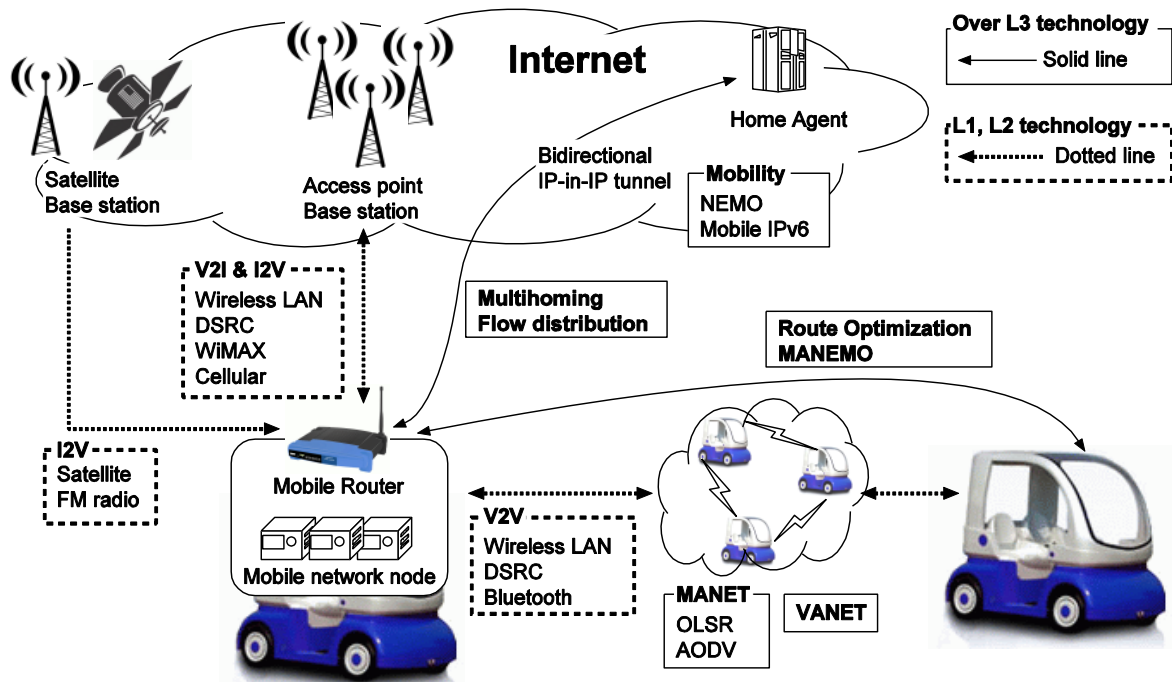 Internet
Over L3 technology
Solid line
L1, L2 technology
Dotted line
Home Agent
Satellite
Base station
Access point
Base station
Bidirectional
IP-in-IP tunnel
Mobility
NEMO
Mobile IPv6
V2I & I2V
Wireless LAN
DSRC
WiMAX
Cellular
Multihoming
Flow distribution
Route Optimization
MANEMO
I2V
Satellite
FM radio
Mobile Router
Mobile network node
V2V
Wireless LAN
DSRC
Bluetooth
MANET
OLSR
AODV
VANET